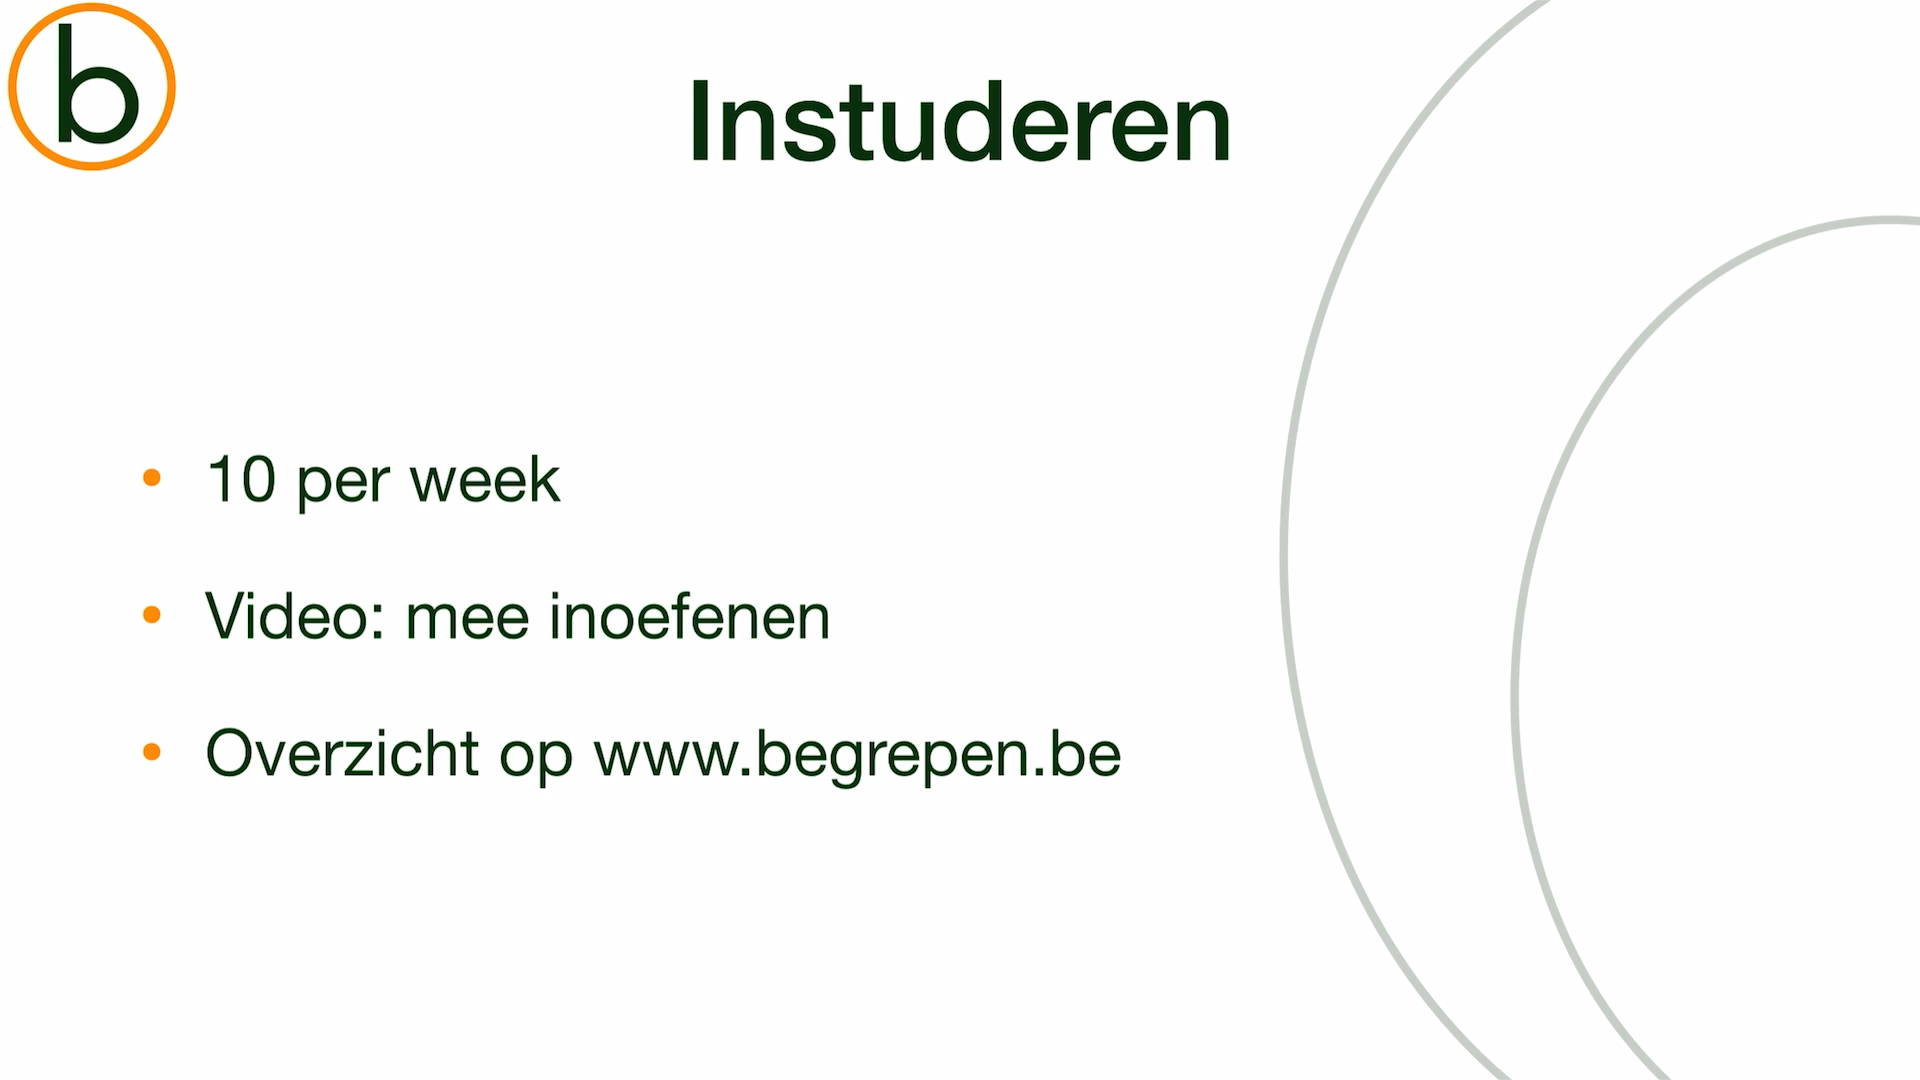 b
Instuderen
• 10 per week
• Video: mee inoefenen
• Overzicht op www.begrepen.be